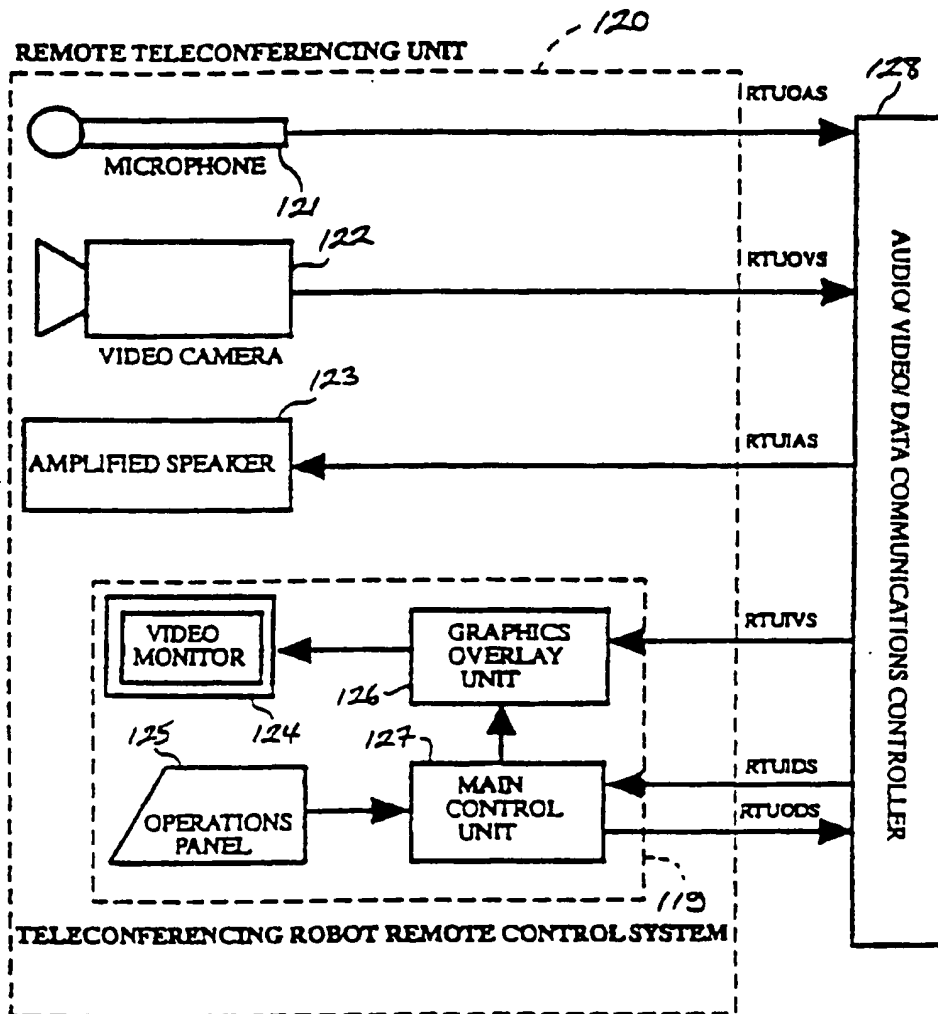 120
REMOTE TELECONFERENCING UNIT
128
RTUOAS
MICROPHONE
121
122
RTUOVS
VIDEO CAMERA
123
RTUIAS
AMPLIFIED SPEAKER
VIDEO
MONITOR
GRAPHICS
OVERLAY
UNIT
RTUIVS
126
124
125
127
RTUIDS
OPERATIONS
PANEL
MAIN
CONTROL
UNIT
RTUODS
119
TELECONFERENCING ROBOT REMOTE CONTROL SYSTEM
AUDIO/ VIDEO/ DATA COMMUNICATIONS CONTROLLER